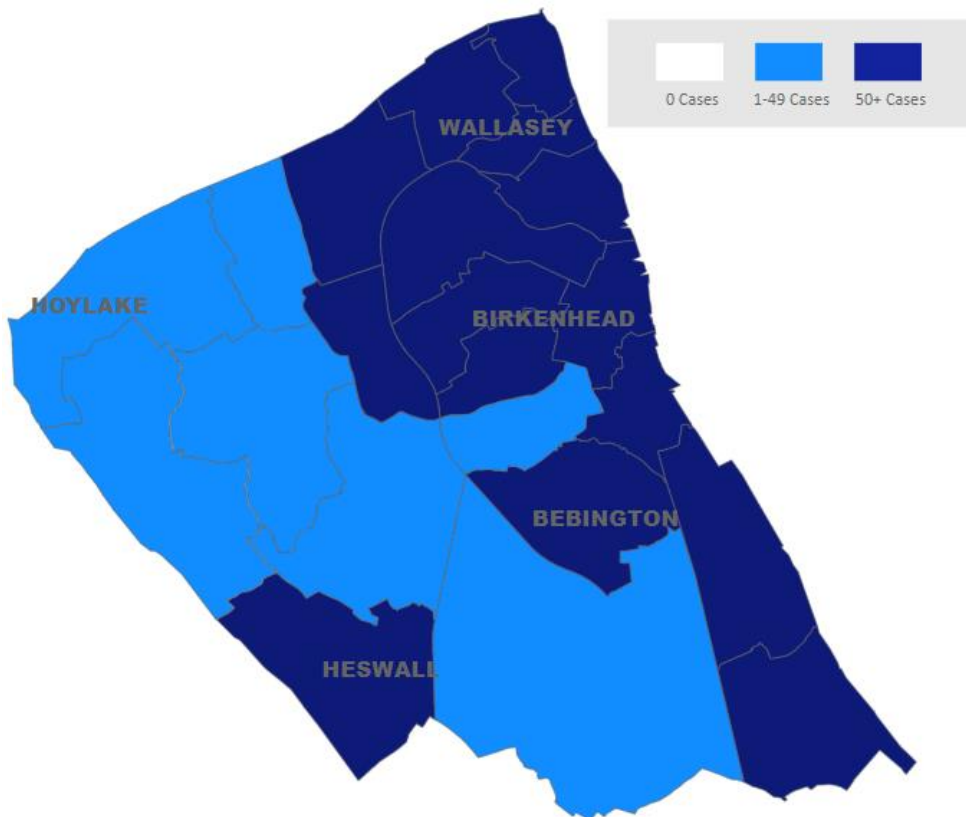 0 Cases
1-49 Cases
50+ Cases
WALLASEY
HOYLAKE
BIRKENHEAD
BEBINGTON
HESWALL